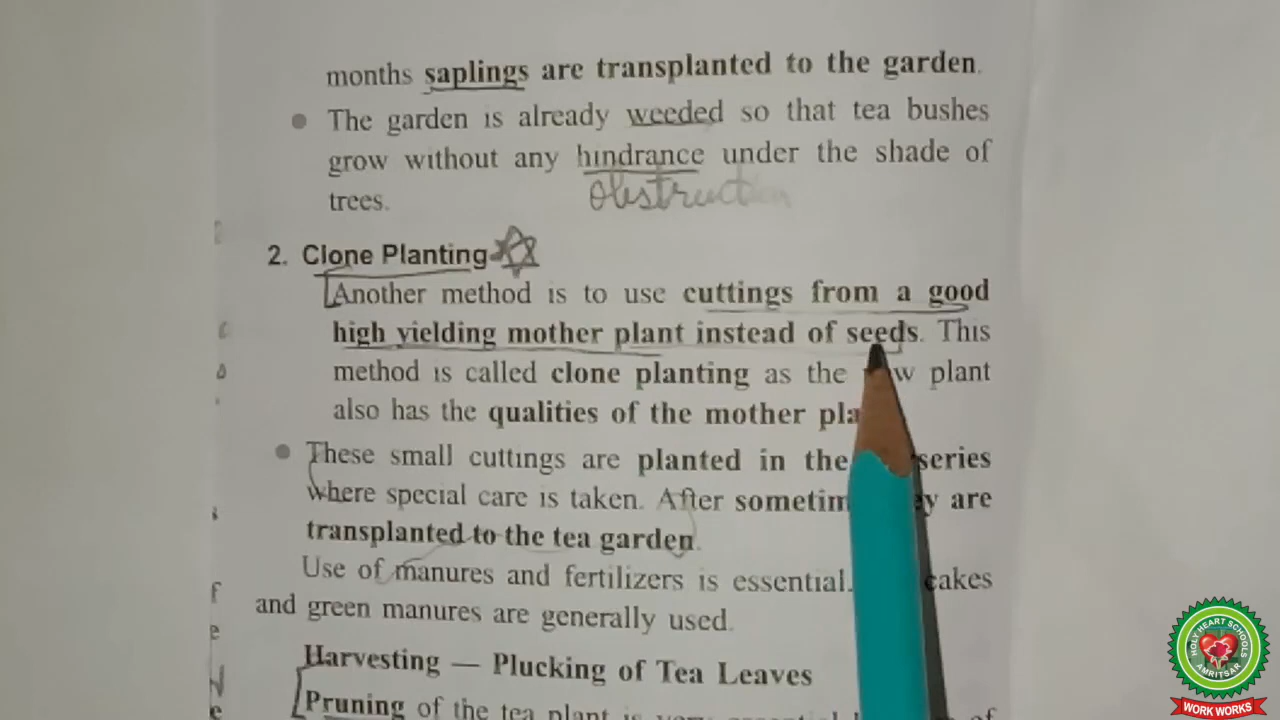 months saplings are transplanted to the garden.
● The garden is already weeded so that tea bushes
grow without any hindrance under the shade of
trees.
Obstruction
2. Clone Planting
Another method is to use cuttings from a good
high yielding mother plant instead of seeds. This
method is called clone planting as the plant
also has the qualities of the mother
● These small cuttings are planted in the
where special care is taken. After are
transplanted to the tea garden.
Use of manures and fertilizers is essential. cakes
and green manures are generally used.
Harvesting — Plucking of Tea Leaves
Pruning of the tea plant is very
HOLY HEART SCHOOLS
AMRITSAR
WORK WORKS